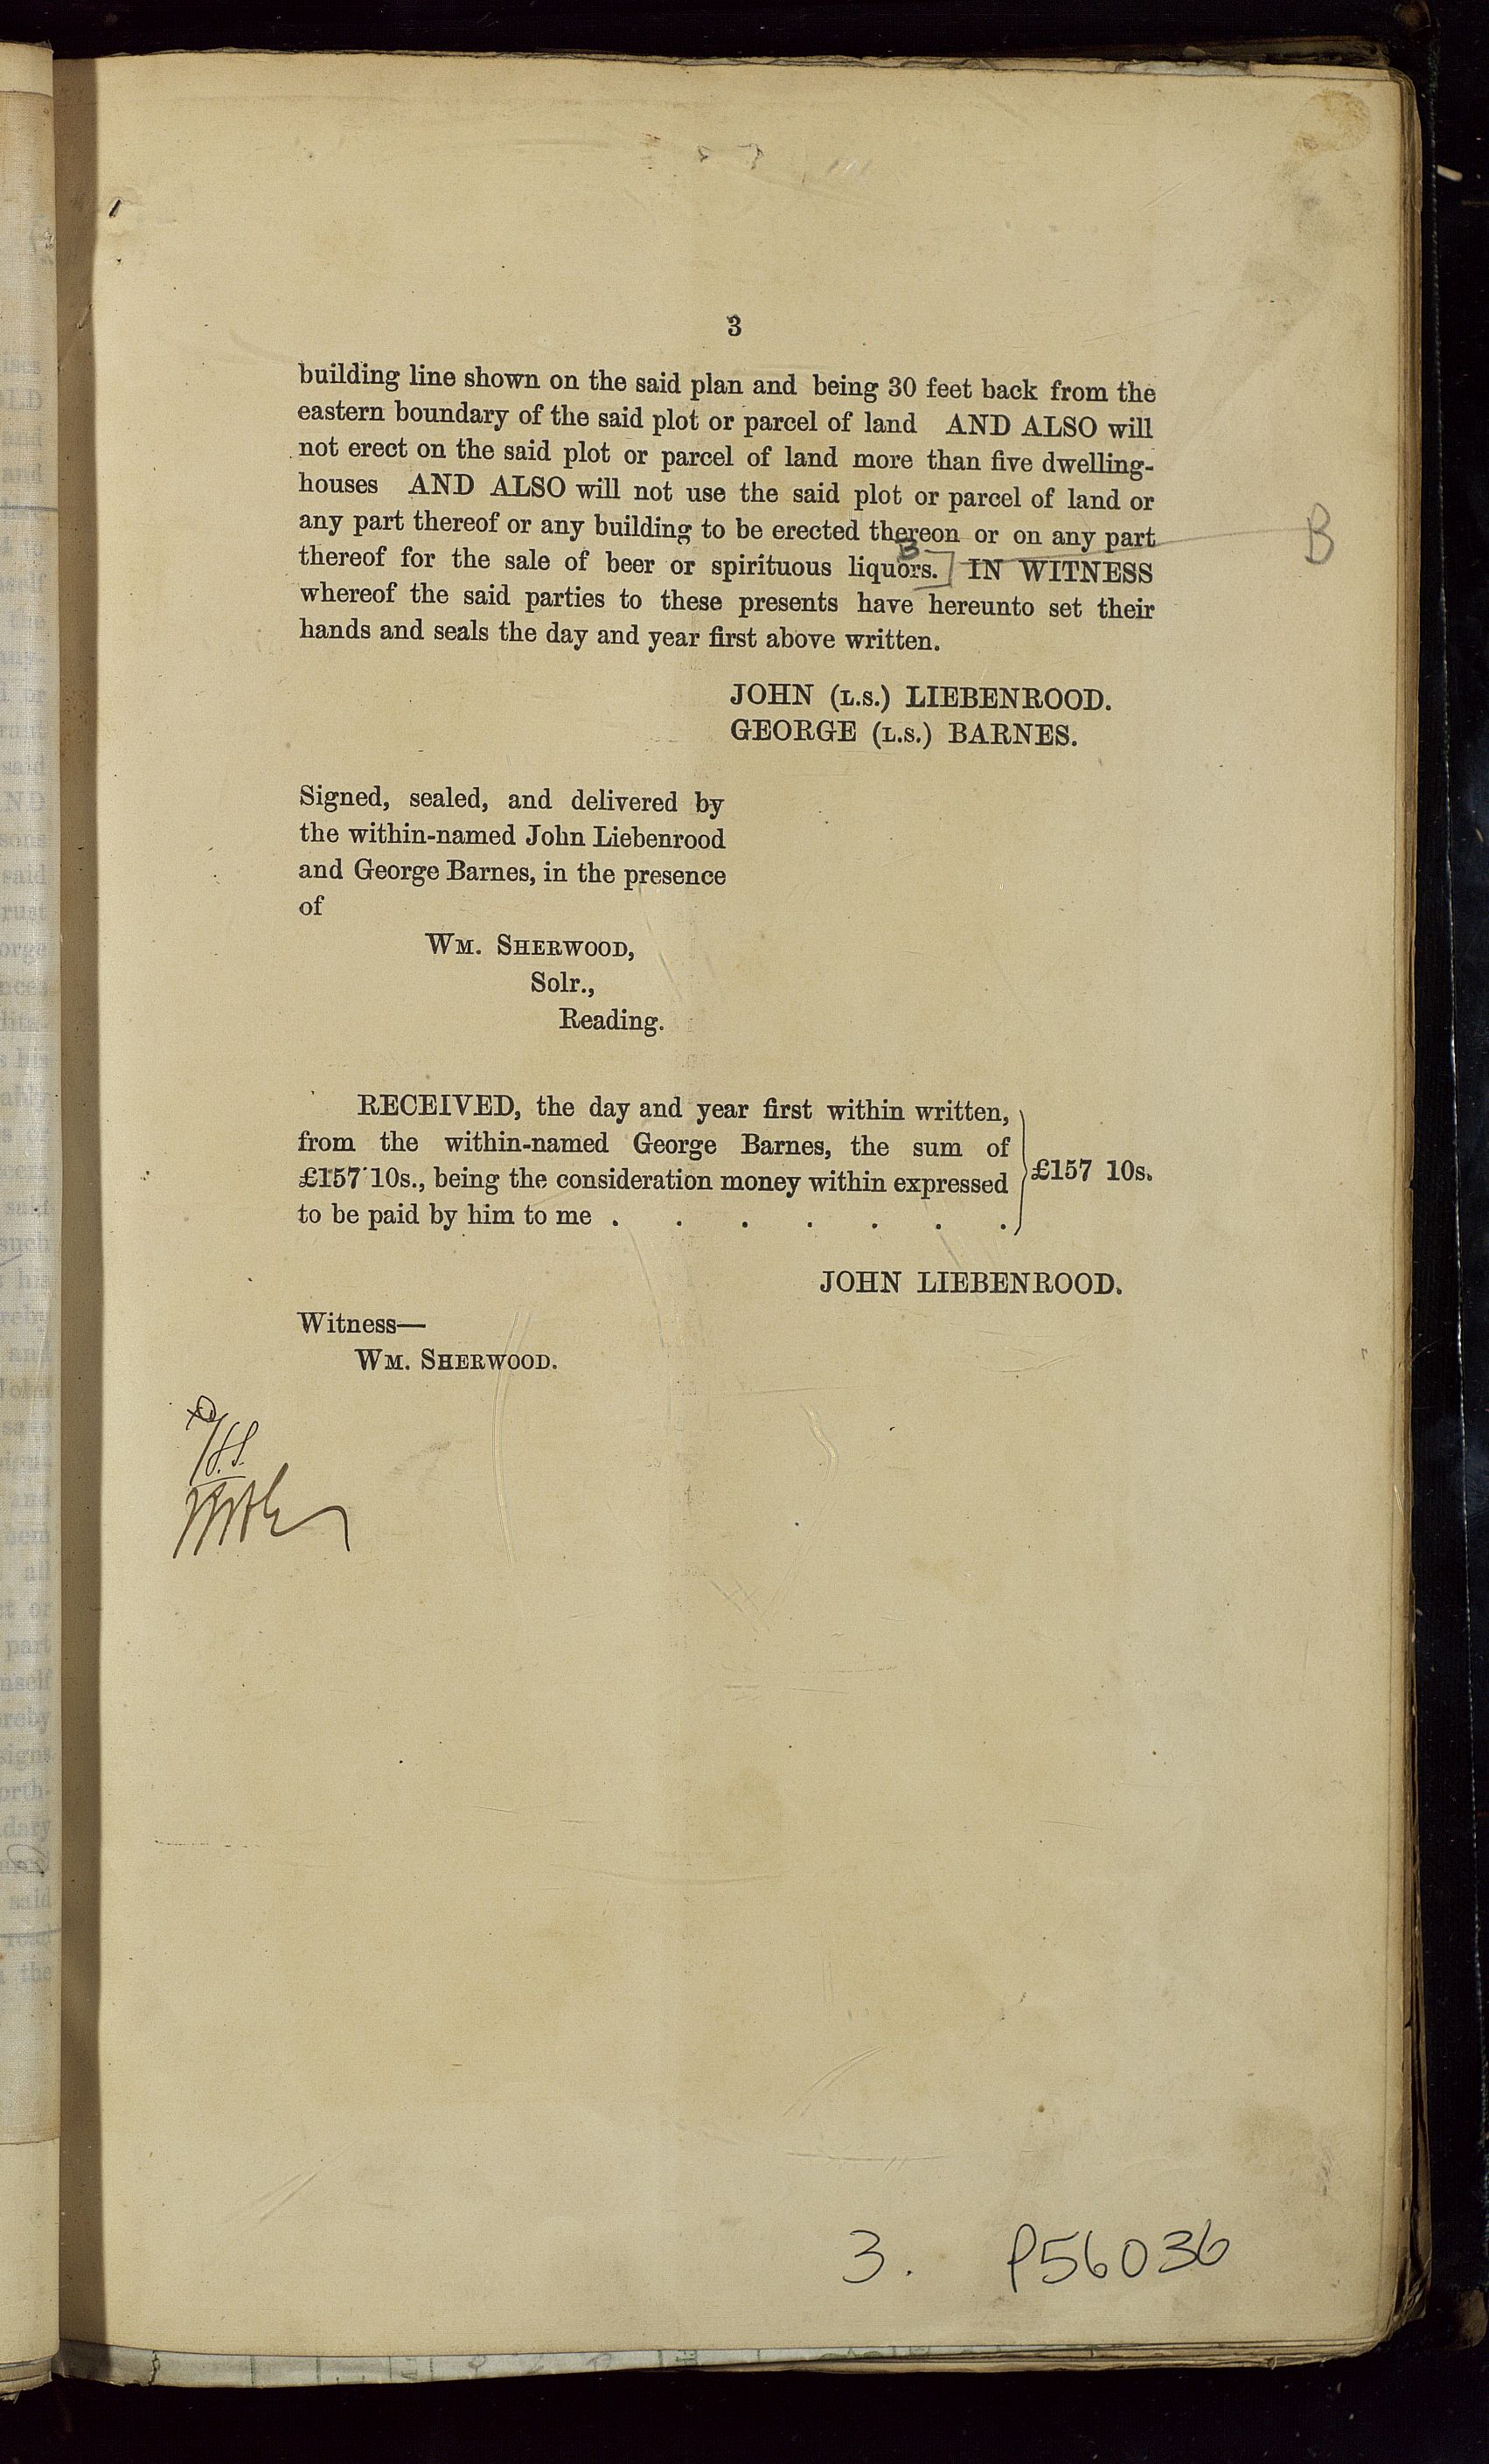 3
building line shown on the said plan and being 30 feet back from the
eastern boundary of the said plot or parcel of land AND ALSO will
not erect on the said plot or parcel of land more than five dwelling-
houses AND ALSO will not use the said plot or parcel of land or
any part thereof or any building to be erected thereon or on any part
B
B
thereof for the sale of beer or spirituous liquors.] IN WITNESS
whereof the said parties to these presents have hereunto set their
hands and seals the day and year first above written.
JOHN (L.S.) LIEBENROOD.
GEORGE (L.S.) BARNES.
Signed, sealed, and delivered by
the within-named John Liebenrood
and George Barnes, in the presence
of
WM. SHERWOOD,
Solr.,
Reading.
RECEIVED, the day and year first within written,
from the within-named George Barnes, the sum of
£157 10s., being the consideration money within expressed
to be paid by him to me . . . . . . .
£157 10s.
JOHN LIEBENROOD.
Witness—
WM. SHERWOOD.
3. P56036